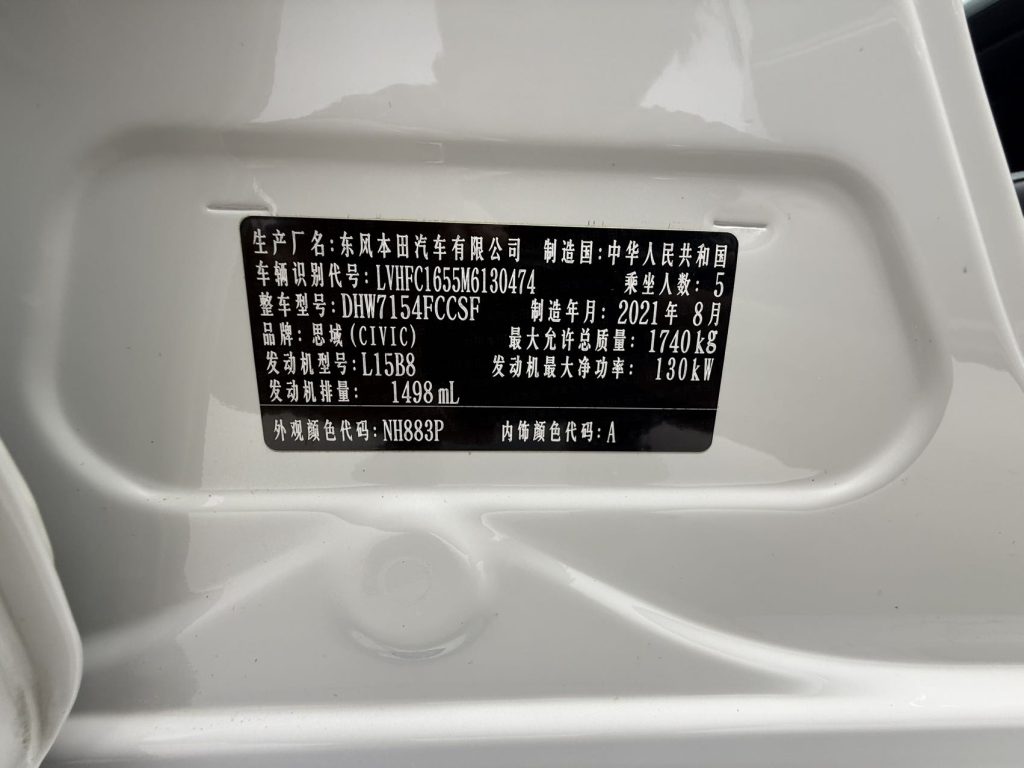 生产厂名:东风本田汽车有限公司 制造国:中华人民共和国
车辆识别代号:LVHFC1655M6130474 乘坐人数:5
整车型号:DHW7154FCCSF 制造年月:2021年8月
品牌:思域(CIVIC) 最大允许总质量:1740kg
发动机型号:L15B8 发动机最大净功率:130kW
发动机排量:1498mL
外观颜色代码:NH883P 内饰颜色代码:A